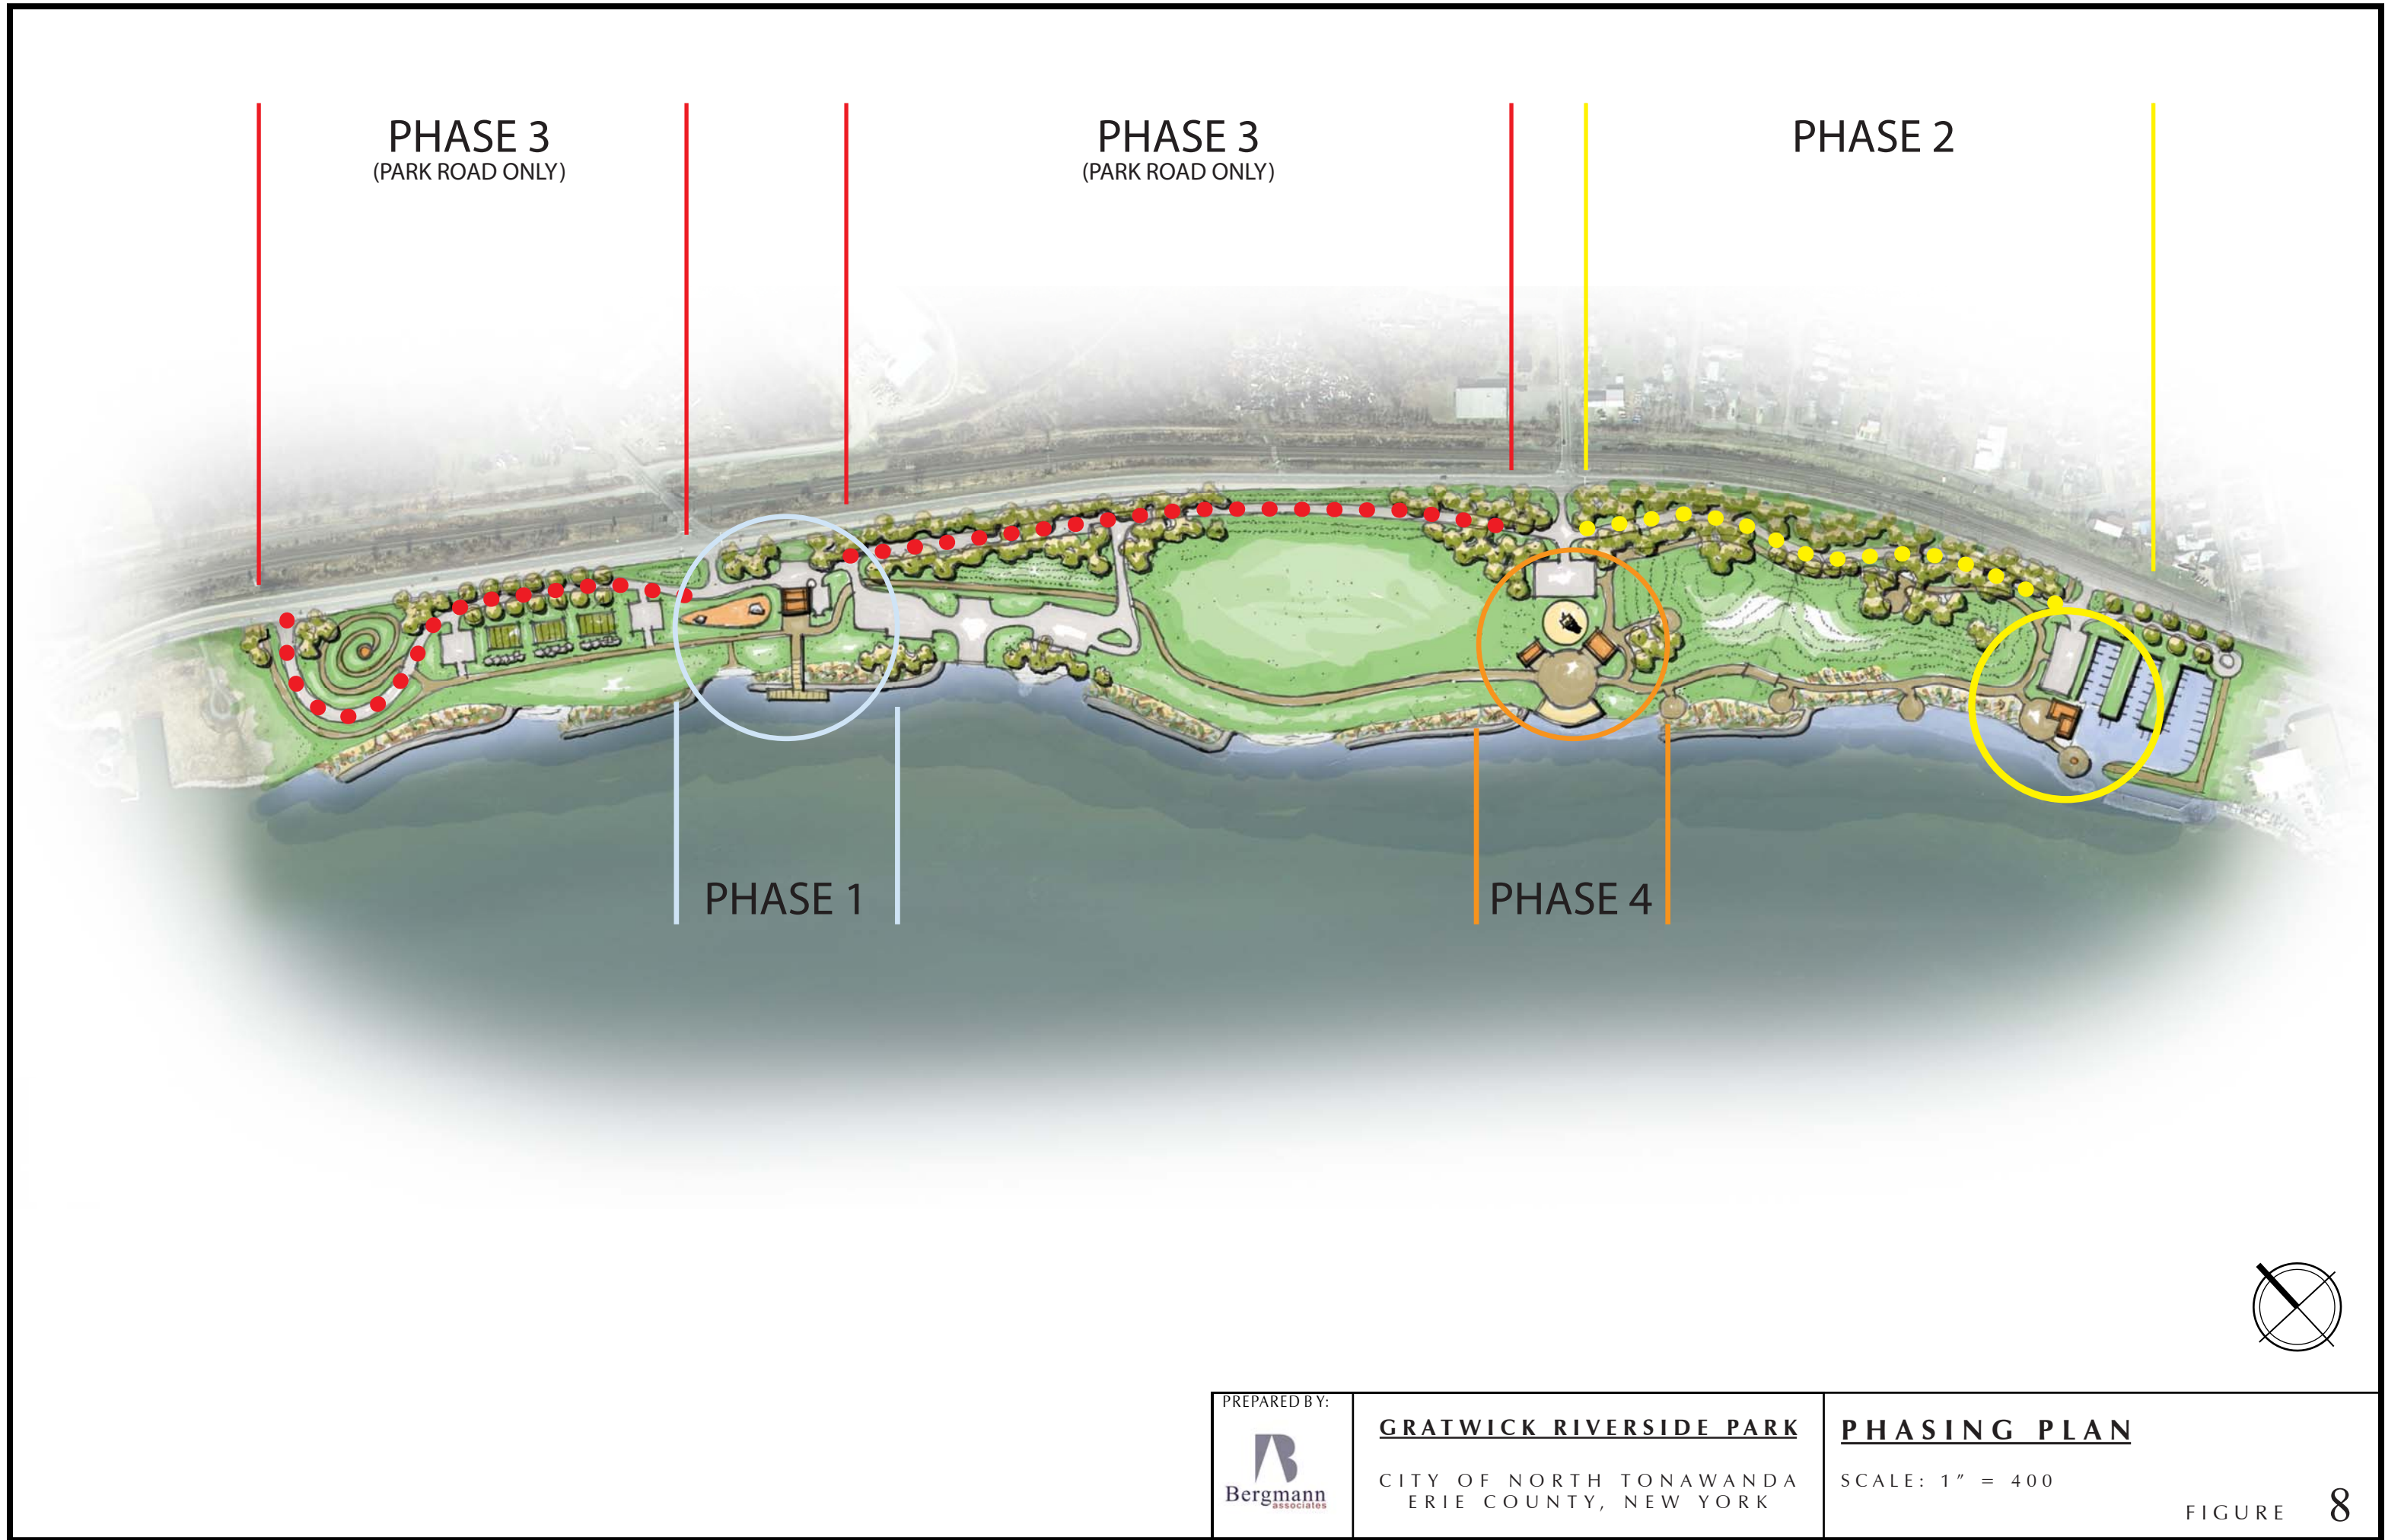 PHASE 3
(PARK ROAD ONLY)
PHASE 3
(PARK ROAD ONLY)
PHASE 2
PHASE 1
PHASE 4
PREPARED BY:
Bergmann
associates
GRATWICK RIVERSIDE PARK
CITY OF NORTH TONAWANDA
ERIE COUNTY, NEW YORK
PHASING PLAN
SCALE: 1" = 400
FIGURE 8